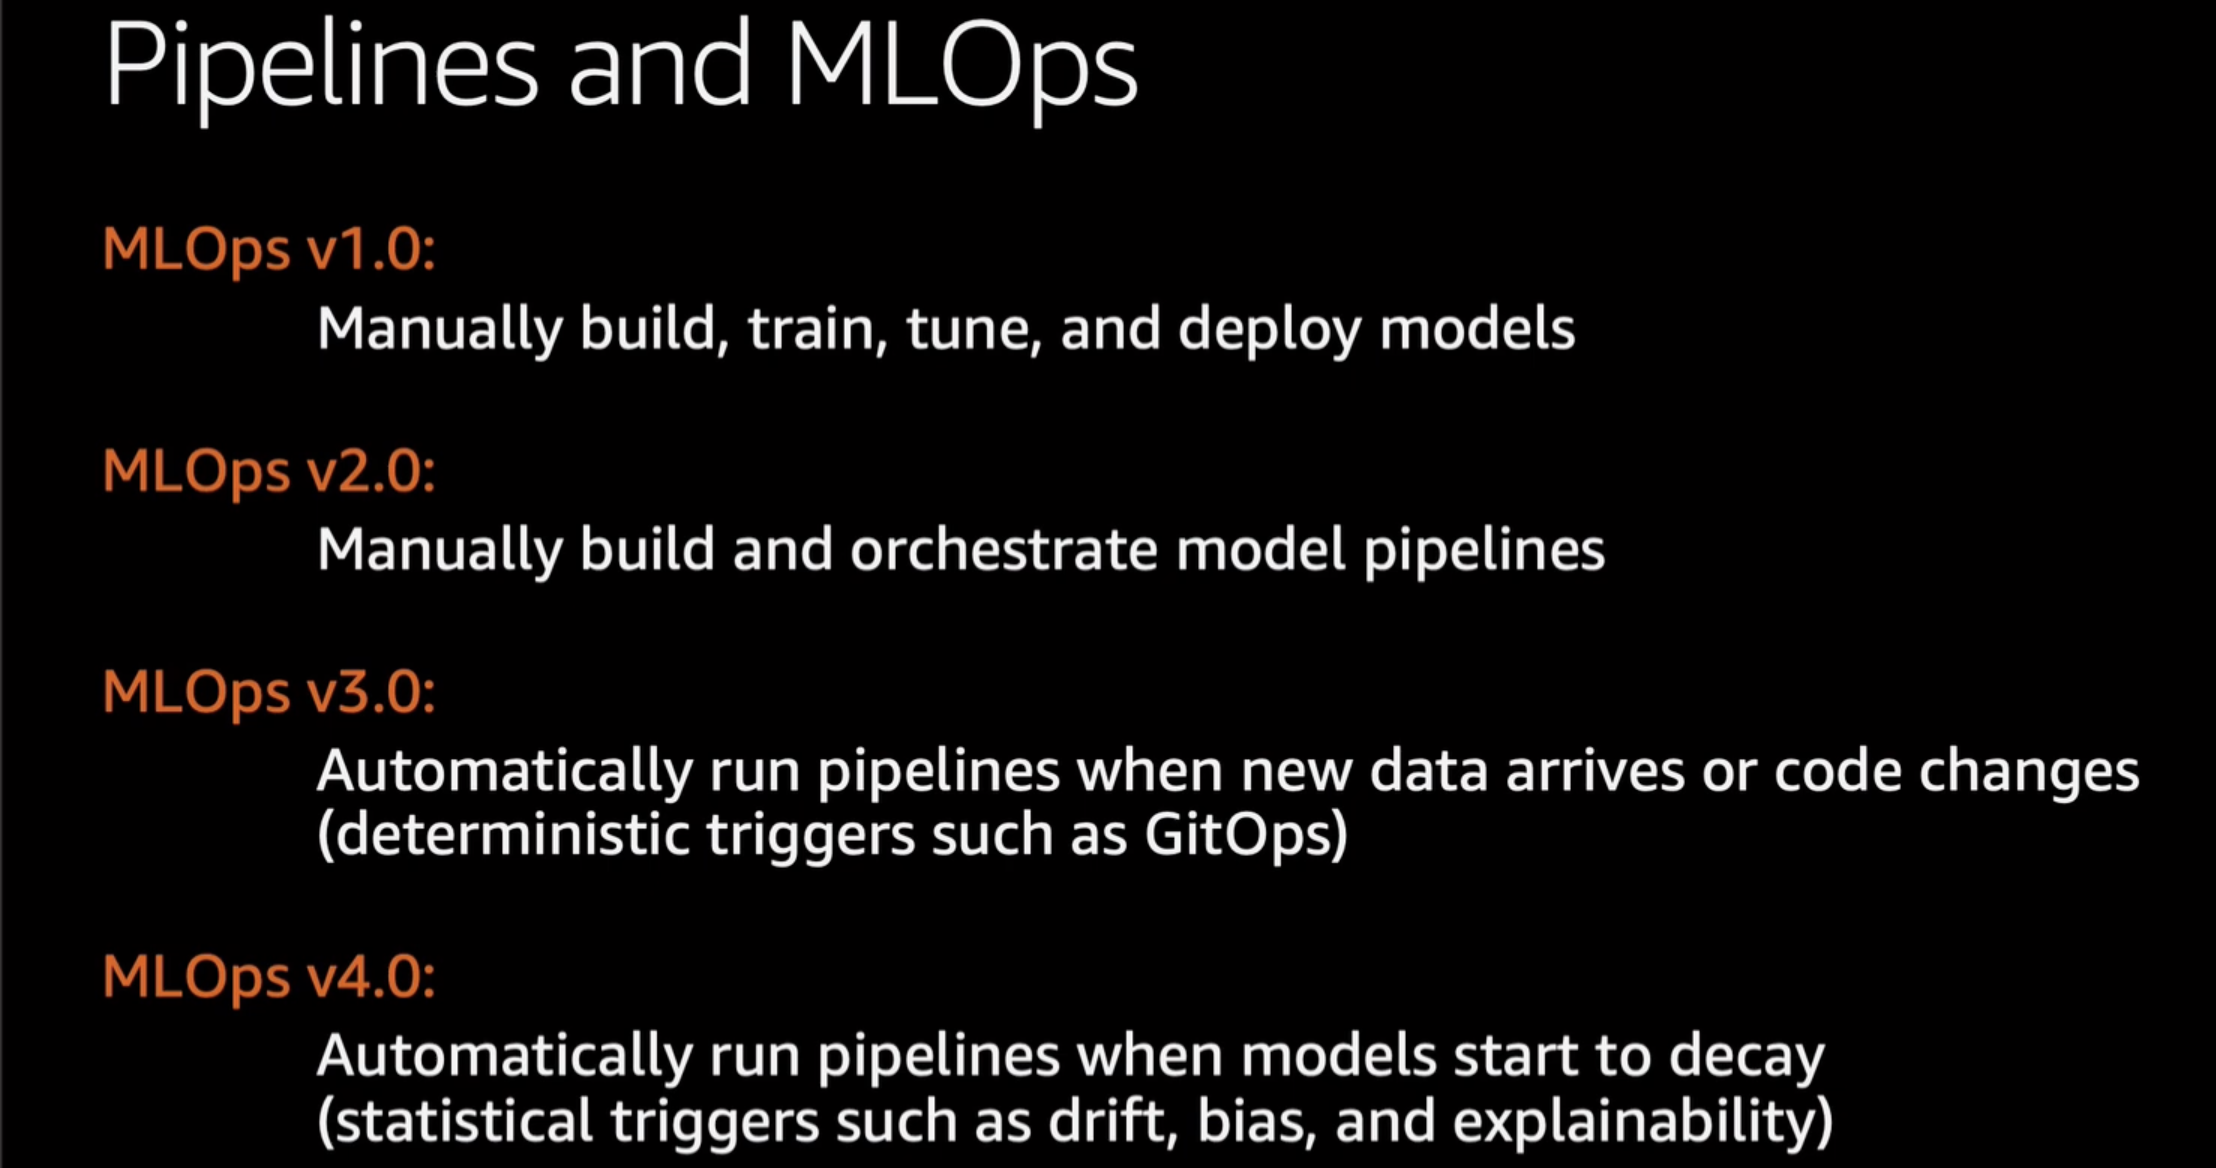 Pipelines and MLOps
MLOps v1.0:
Manually build, train, tune, and deploy models
MLOps v2.0:
Manually build and orchestrate model pipelines
MLOps v3.0:
Automatically run pipelines when new data arrives or code changes
(deterministic triggers such as GitOps)
MLOps v4.0:
Automatically run pipelines when models start to decay
(statistical triggers such as drift, bias, and explainability)